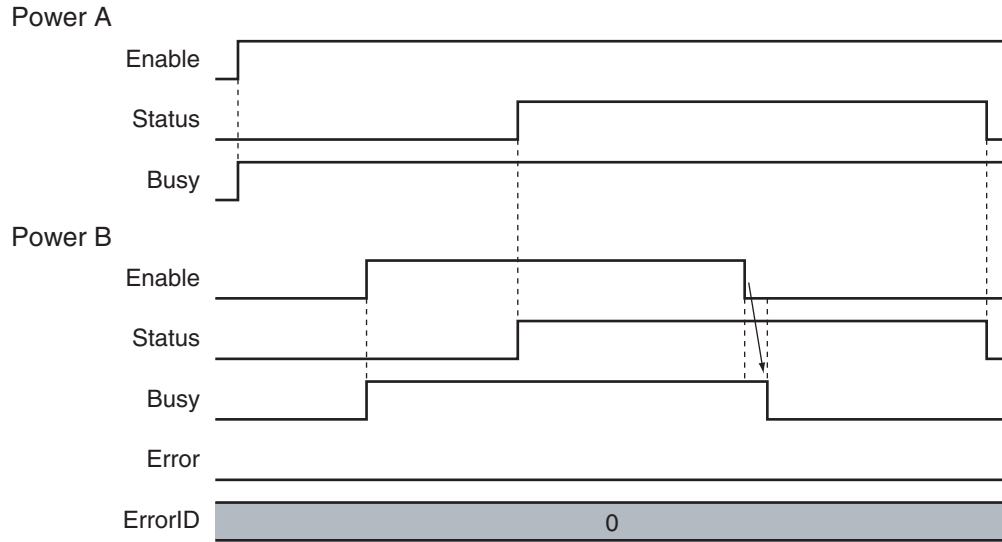 Power A
Enable
Status
Busy
Power B
Enable
Status
Busy
Error
ErrorID
0